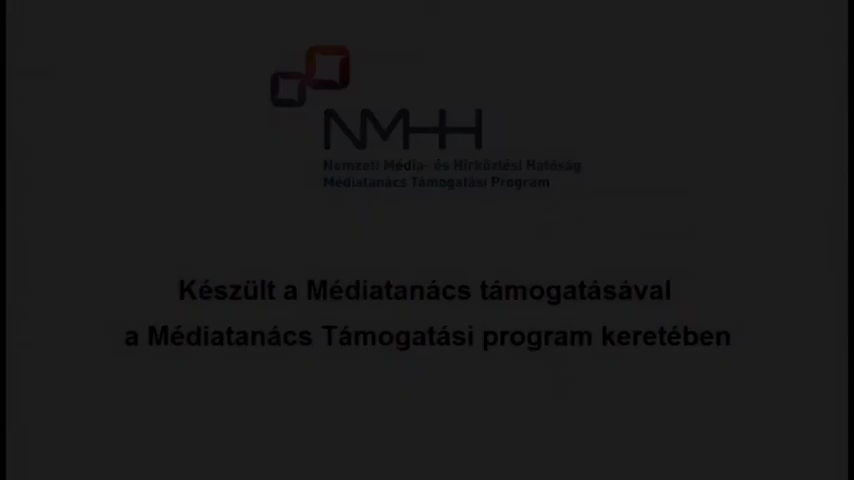 NMHH
Nemzeti Média- és Hírközlési Hatóság
Médiatanács Támogatási Program
Készült a Médiatanács támogatásával
a Médiatanács Támogatási program keretében